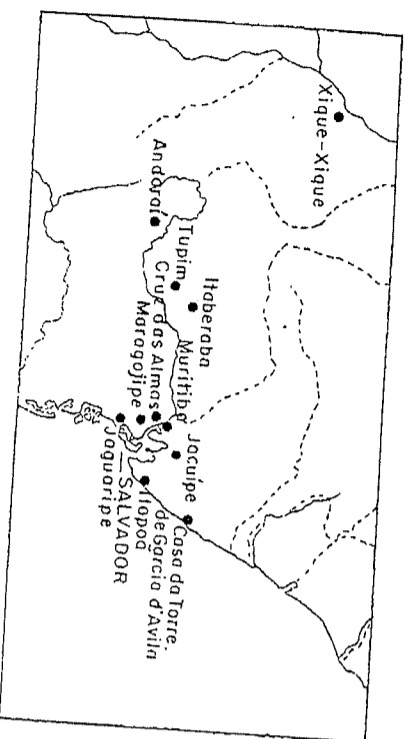 Xique-Xique
Andaraí
Tupim
Itaberaba
Cruz das Almas
Maragojipe
Muritiba
Jacuípe
Casa da Torre
de Garcia d'Avila
Itapoã
SALVADOR
Jaguaripe